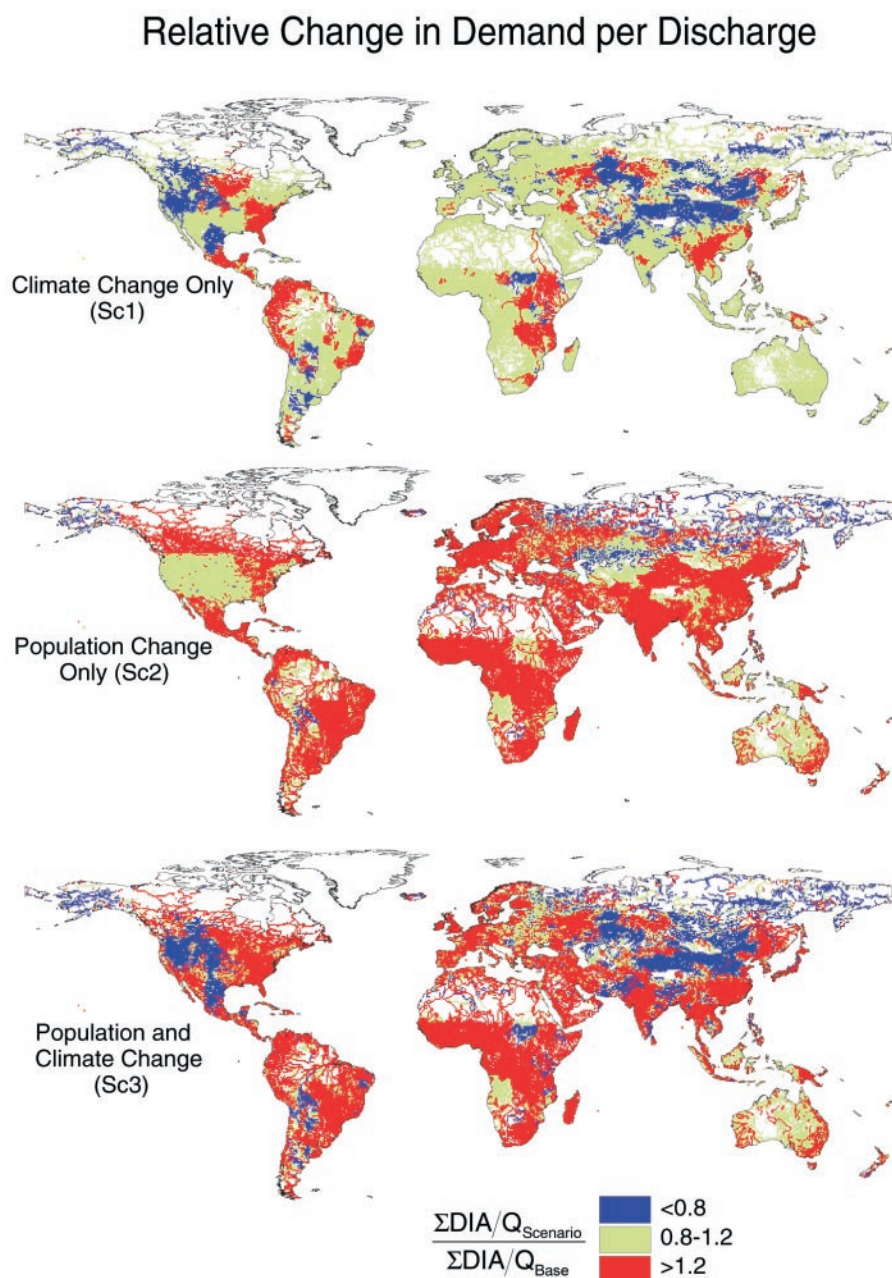 Relative Change in Demand per Discharge
Climate Change Only
(Sc1)
Population Change
Only (Sc2)
Population and
Climate Change
(Sc3)
ΣDIA/Q_Scenario
ΣDIA/Q_Base
<0.8
0.8-1.2
>1.2